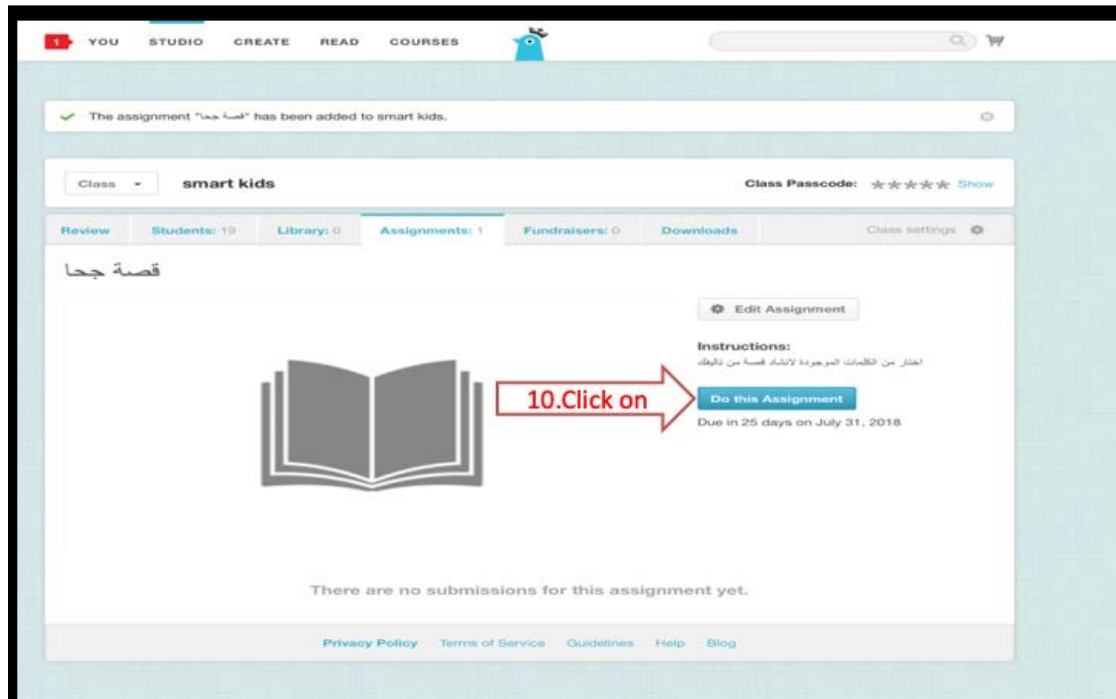 1 YOU STUDIO CREATE READ COURSES
The assignment "قصة جحا" has been added to smart kids.
Class smart kids Class Passcode: ***** Show
Review Students: 19 Library: 0 Assignments: 1 Fundraisers: 0 Downloads Class settings
قصة جحا
Edit Assignment
Instructions:
اختار من الكلمات الموجودة لانشاد قصة من تاليفك
10.Click on
Do this Assignment
Due in 25 days on July 31, 2018
There are no submissions for this assignment yet.
Privacy Policy Terms of Service Guidelines Help Blog